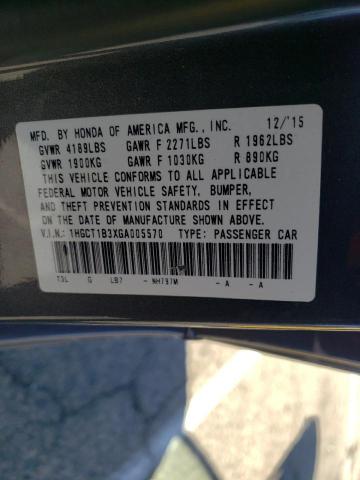 MFD. BY HONDA OF AMERICA MFG., INC. 12/'15
GVWR 4189LBS GAWR F 2271LBS R 1962LBS
GVWR 1900KG GAWR F 1030KG R 890KG
THIS VEHICLE CONFORMS TO ALL APPLICABLE
FEDERAL MOTOR VEHICLE SAFETY, BUMPER,
AND THEFT PREVENTION STANDARDS IN EFFECT ON
THE DATE OF MANUFACTURE SHOWN ABOVE.
V.I.N.: 1HGCT1B3XGA005570 TYPE: PASSENGER CAR
T3L G LB7 - NH797M - A - A